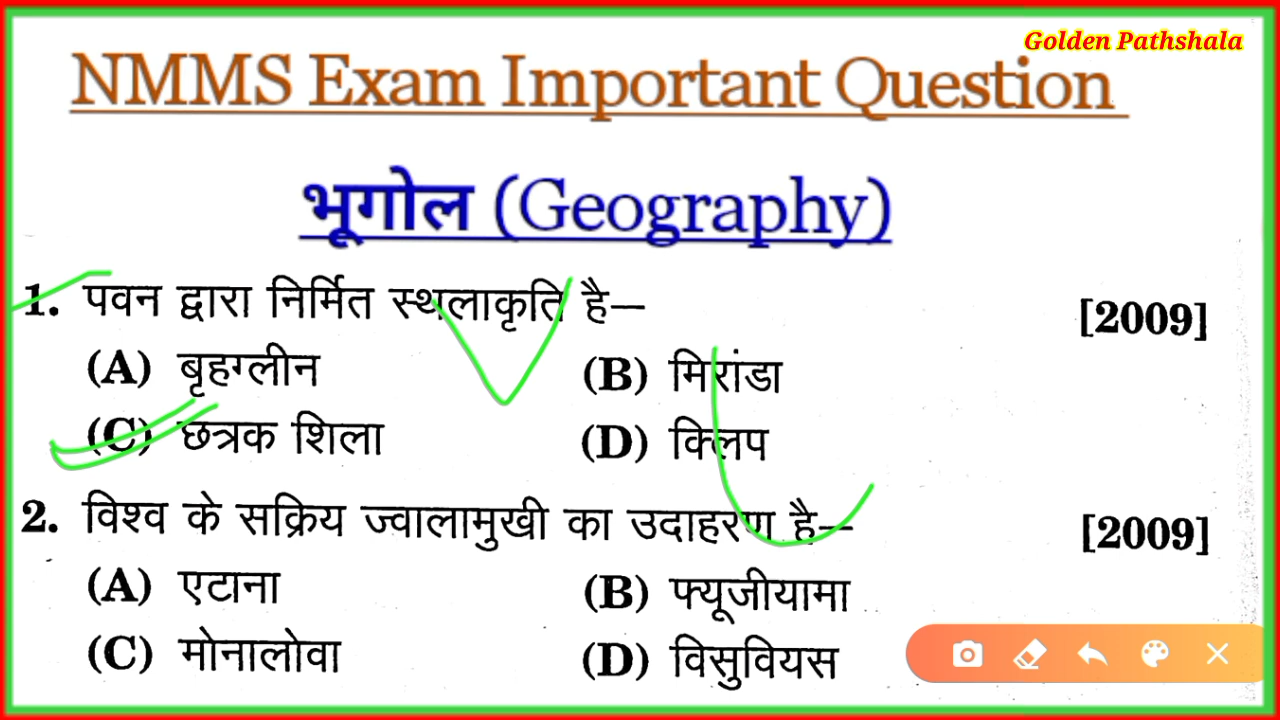 Golden Pathshala
NMMS Exam Important Question
भूगोल (Geography)
1. पवन द्वारा निर्मित स्थलाकृति है— [2009]
(A) बृहग्लीन (B) मिरांडा
(C) छत्रक शिला (D) क्लिप
2. विश्व के सक्रिय ज्वालामुखी का उदाहरण है— [2009]
(A) एटाना (B) फ्यूजीयामा
(C) मोनालोवा (D) विसुवियस